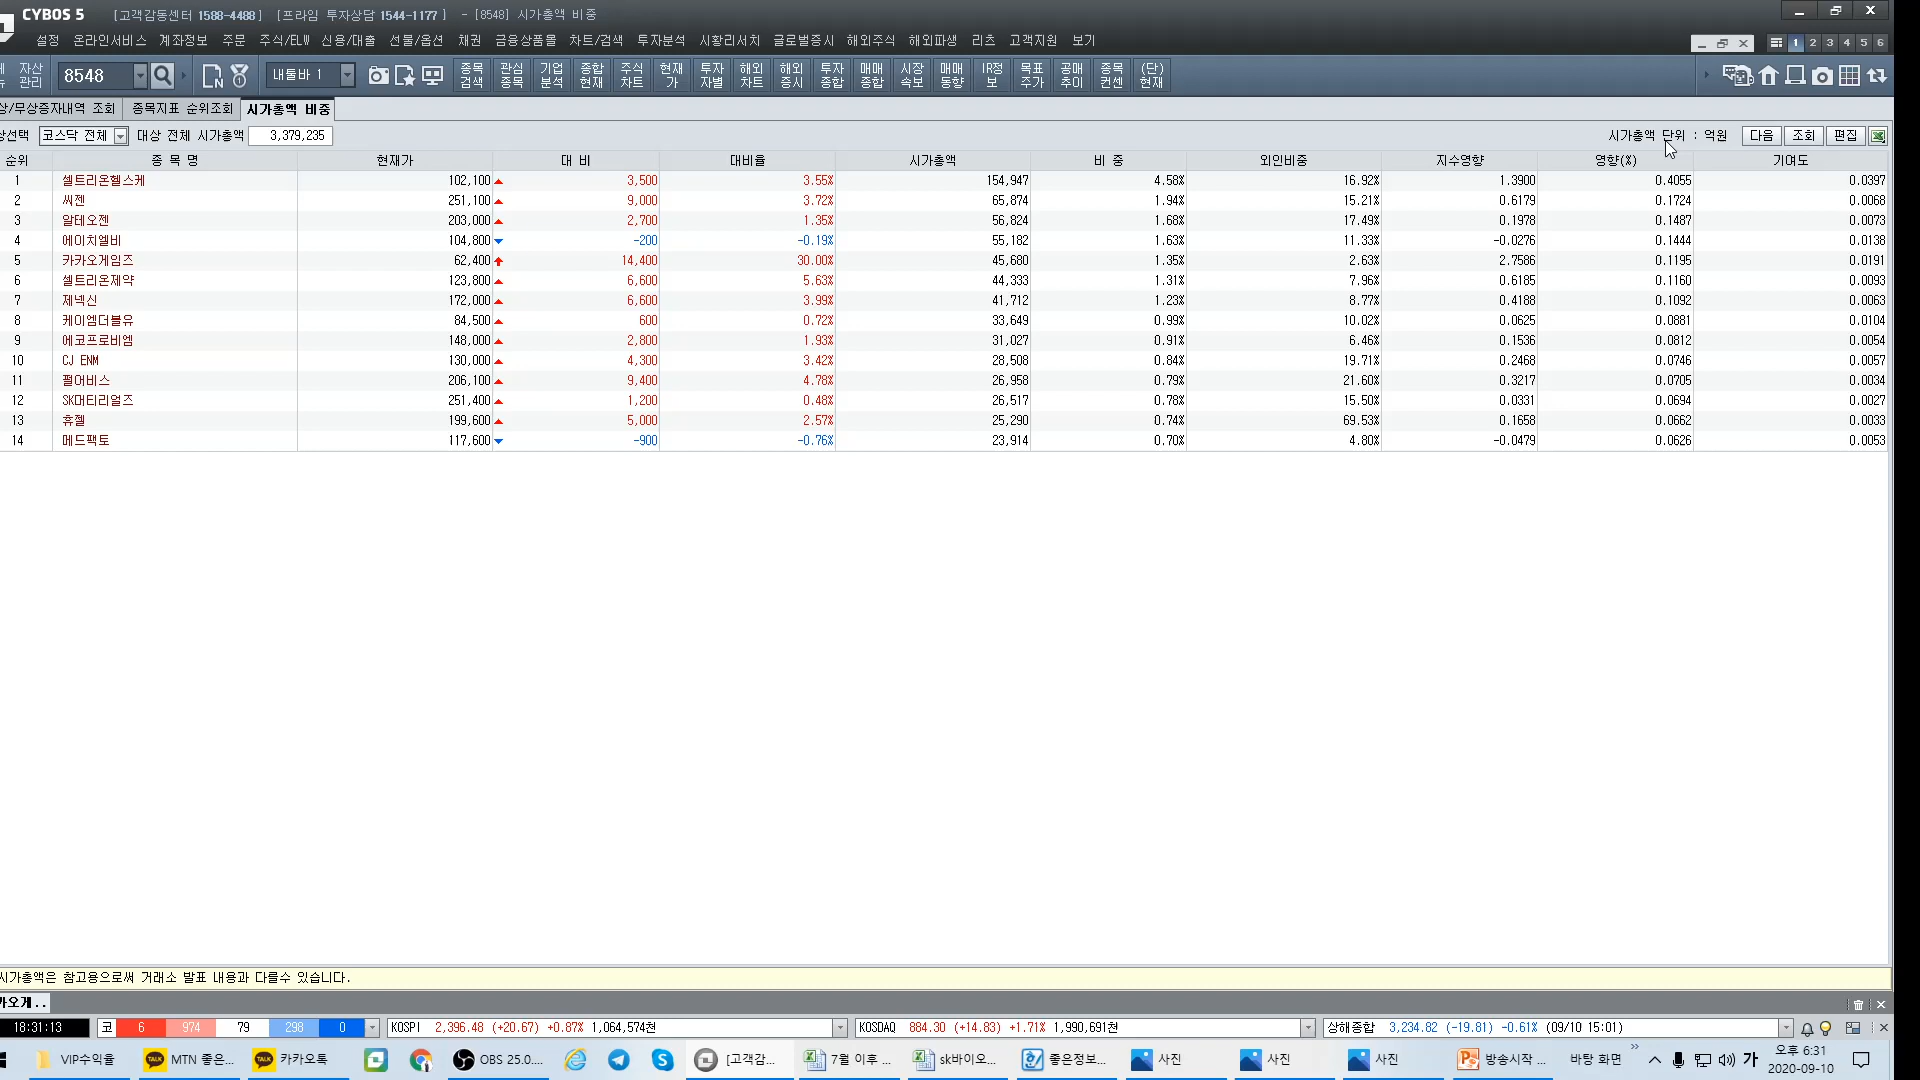 CYBOS 5 [고객감동센터 1588-4488] [프라임 투자상담 1544-1177] - [8548] 시가총액 비중
설정 온라인서비스 계좌정보 주문 주식/ELW 신용/대출 선물/옵션 채권 금융상품몰 차트/검색 투자분석 시황리서치 글로벌증시 해외주식 해외파생 리츠 고객지원 보기 1 2 3 4 5 6
자산관리 8548 내툴바 1 종목검색 관심종목 기업분석 종합현재 주식차트 현재가 투자자별 해외차트 해외증시 투자종합 매매종합 시장속보 매매동향 IR정보 목표주가 공매추이 종목컨센 (단)현재
상/무상증자내역 조회 종목지표 순위조회 시가총액 비중
상선택 코스닥 전체 대상 전체 시가총액 3,379,235 시가총액 단위 : 억원 다음 조회 편집
순위 종 목 명 현재가 대 비 대비율 시가총액 비 중 외인비중 지수영향 영향(%) 기여도
1 셀트리온헬스케 102,100 3,500 3.55% 154,947 4.58% 16.92% 1.3900 0.4055 0.0397
2 씨젠 251,100 9,000 3.72% 65,874 1.94% 15.21% 0.6179 0.1724 0.0068
3 알테오젠 203,000 2,700 1.35% 56,824 1.68% 17.49% 0.1978 0.1487 0.0073
4 에이치엘비 104,800 -200 -0.19% 55,182 1.63% 11.33% -0.0276 0.1444 0.0138
5 카카오게임즈 62,400 14,400 30.00% 45,680 1.35% 2.63% 2.7586 0.1195 0.0191
6 셀트리온제약 123,800 6,600 5.63% 44,333 1.31% 7.96% 0.6185 0.1160 0.0093
7 제넥신 172,000 6,600 3.99% 41,712 1.23% 8.77% 0.4188 0.1092 0.0063
8 케이엠더블유 84,500 600 0.72% 33,649 0.99% 10.02% 0.0625 0.0881 0.0104
9 에코프로비엠 148,000 2,800 1.93% 31,027 0.91% 6.46% 0.1536 0.0812 0.0054
10 CJ ENM 130,000 4,300 3.42% 28,508 0.84% 19.71% 0.2468 0.0746 0.0057
11 펄어비스 206,100 9,400 4.78% 26,958 0.79% 21.60% 0.3217 0.0705 0.0034
12 SK머티리얼즈 251,400 1,200 0.48% 26,517 0.78% 15.50% 0.0331 0.0694 0.0027
13 휴젤 199,600 5,000 2.57% 25,290 0.74% 69.53% 0.1658 0.0662 0.0033
14 메드팩토 117,600 -900 -0.76% 23,914 0.70% 4.80% -0.0479 0.0626 0.0053
시가총액은 참고용으로써 거래소 발표 내용과 다를수 있습니다.
카오게..
18:31:13 코 6 974 79 298 0 KOSPI 2,396.48 (+20.67) +0.87% 1,064,574천 KOSDAQ 884.30 (+14.83) +1.71% 1,990,691천 상해종합 3,234.82 (-19.81) -0.61% (09/10 15:01)
VIP수익율 MTN 좋은... 카카오톡 OBS 25.0.... [고객감... 7월 이후 ... sk바이오... 좋은정보... 사진 사진 사진 방송시작 ... 바탕 화면 가 오후 6:31
2020-09-10